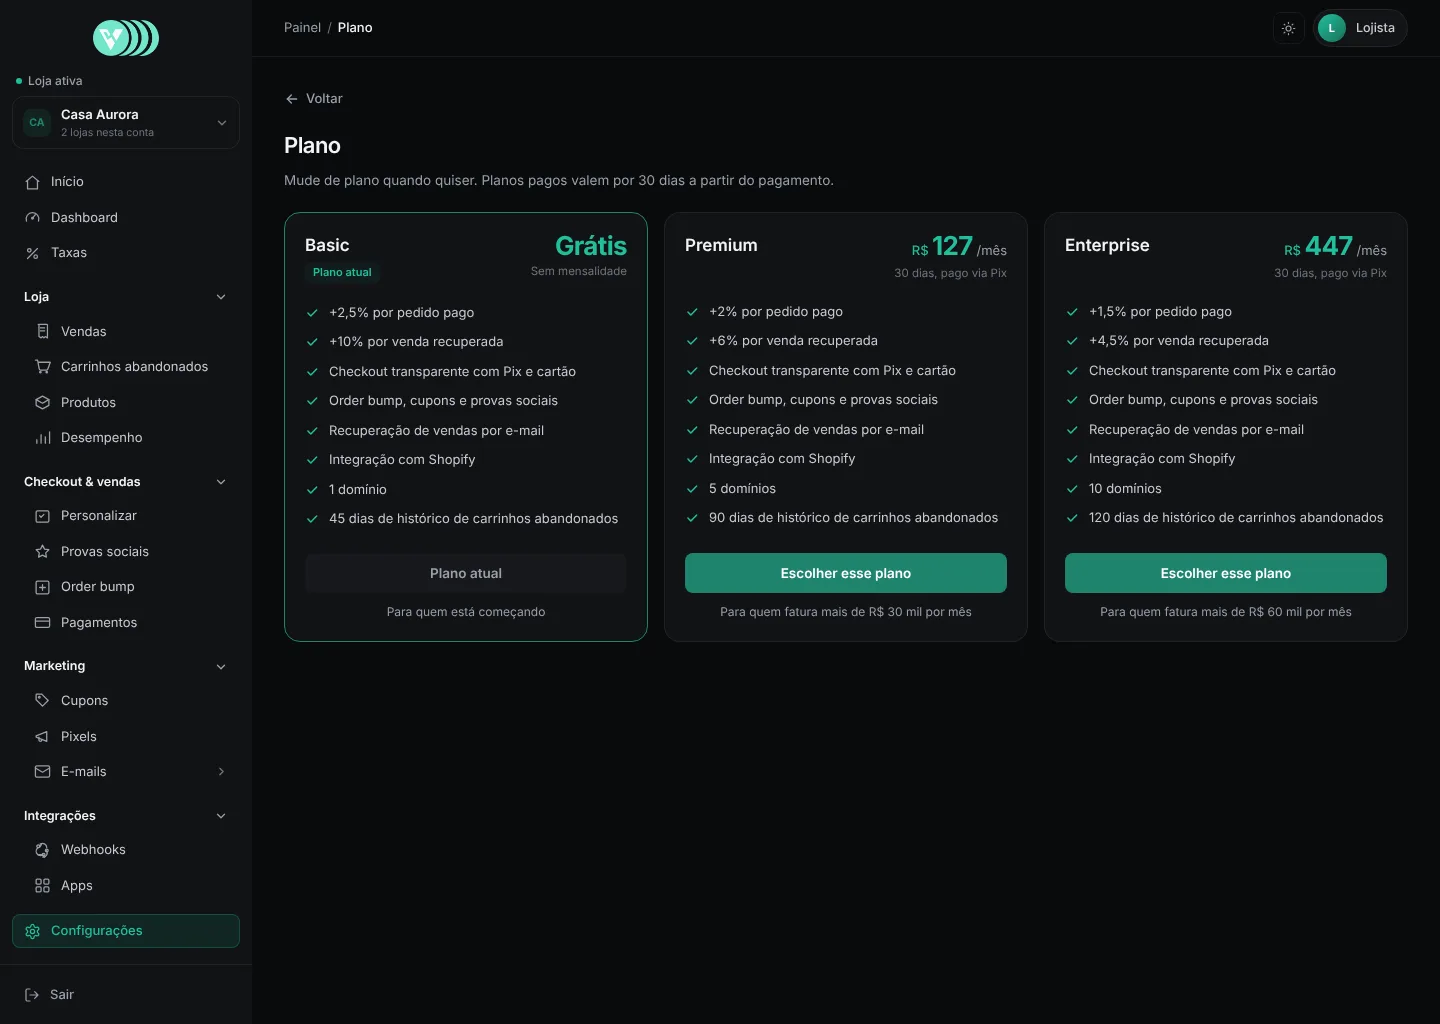 Loja ativa
CA
Casa Aurora
2 lojas nesta conta
Início
Dashboard
Taxas
Loja
Vendas
Carrinhos abandonados
Produtos
Desempenho
Checkout & vendas
Personalizar
Provas sociais
Order bump
Pagamentos
Marketing
Cupons
Pixels
E-mails
Integrações
Webhooks
Apps
Configurações
Sair
Painel / Plano
L Lojista
Voltar
Plano
Mude de plano quando quiser. Planos pagos valem por 30 dias a partir do pagamento.
Basic
Grátis
Plano atual
Sem mensalidade
+2,5% por pedido pago
+10% por venda recuperada
Checkout transparente com Pix e cartão
Order bump, cupons e provas sociais
Recuperação de vendas por e-mail
Integração com Shopify
1 domínio
45 dias de histórico de carrinhos abandonados
Plano atual
Para quem está começando
Premium
R$ 127 /mês
30 dias, pago via Pix
+2% por pedido pago
+6% por venda recuperada
Checkout transparente com Pix e cartão
Order bump, cupons e provas sociais
Recuperação de vendas por e-mail
Integração com Shopify
5 domínios
90 dias de histórico de carrinhos abandonados
Escolher esse plano
Para quem fatura mais de R$ 30 mil por mês
Enterprise
R$ 447 /mês
30 dias, pago via Pix
+1,5% por pedido pago
+4,5% por venda recuperada
Checkout transparente com Pix e cartão
Order bump, cupons e provas sociais
Recuperação de vendas por e-mail
Integração com Shopify
10 domínios
120 dias de histórico de carrinhos abandonados
Escolher esse plano
Para quem fatura mais de R$ 60 mil por mês